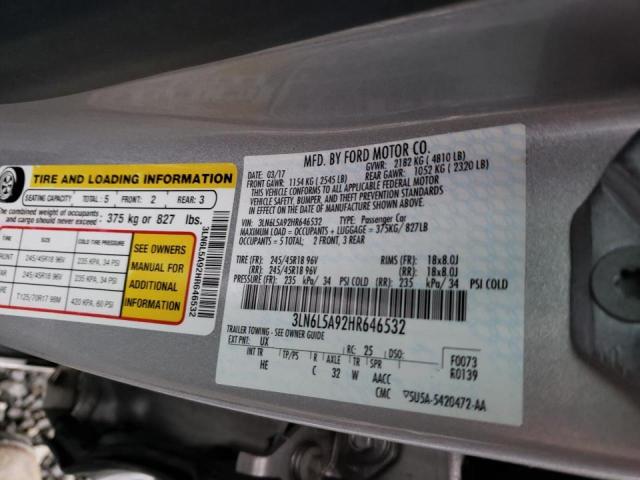 TIRE AND LOADING INFORMATION
SEATING CAPACITY TOTAL : 5 FRONT : 2 REAR : 3
The combined weight of occupants and cargo should never exceed : 375 kg or 827 lbs.
TIRE SIZE
245/45R18 96V 235 KPA, 34 PSI
245/45R18 96V 235 KPA, 34 PSI
T125/70R17 98M 420 KPA, 60 PSI
SEE OWNERS
MANUAL FOR
ADDITIONAL
INFORMATION
3LN6L5A92HR646532
MFD. BY FORD MOTOR CO.
DATE: 03/17 GVWR: 2182 KG ( 4810 LB)
FRONT GAWR: 1154 KG ( 2545 LB) REAR GAWR: 1052 KG ( 2320 LB)
THIS VEHICLE CONFORMS TO ALL APPLICABLE FEDERAL MOTOR
VEHICLE SAFETY, BUMPER, AND THEFT PREVENTION STANDARDS
IN EFFECT ON THE DATE OF MANUFACTURE SHOWN ABOVE.
VIN: 3LN6L5A92HR646532 TYPE: Passenger Car
MAXIMUM LOAD = OCCUPANTS + LUGGAGE = 375KG/ 827LB
OCCUPANTS = 5 TOTAL: 2 FRONT, 3 REAR
TIRE (FR): 245/45R18 96V RIMS (FR): 18x8.0J
(RR): 245/45R18 96V (RR): 18x8.0J
PRESSURE (FR): 235 kPa/ 34 PSI COLD (RR): 235 kPa/ 34 PSI COLD
3LN6L5A92HR646532
TRAILER TOWING - SEE OWNER GUIDE
EXT PNT: UX RC: 25 DSO:
INT TR TP/PS R AXLE TR SPR F0073
HE C 32 W AACC R0139
CMC 5U5A-5420472-AA